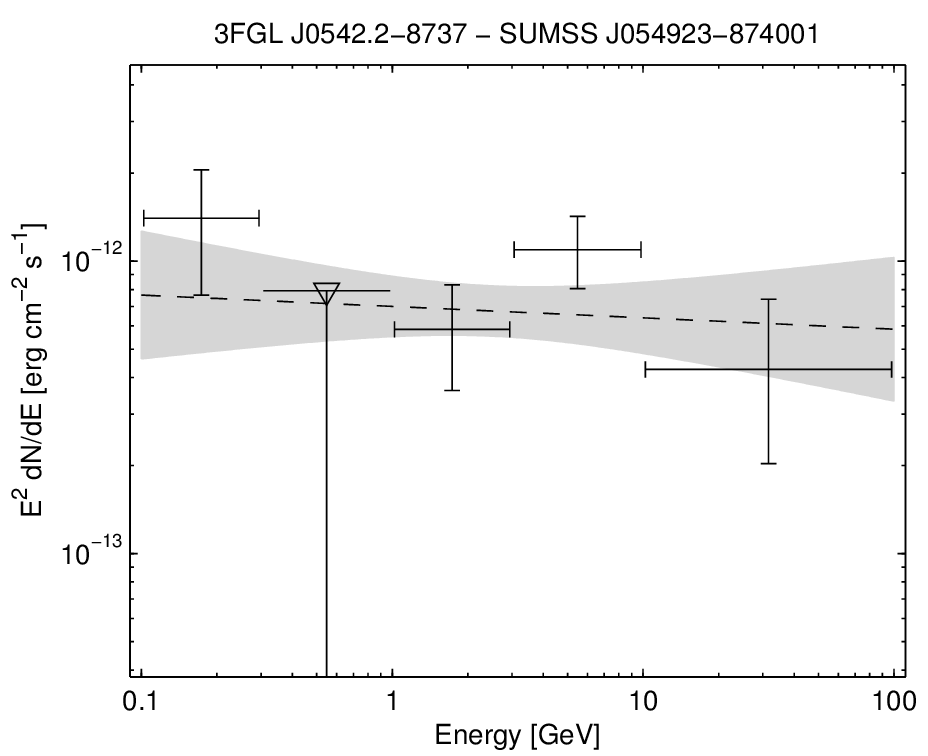 3FGL J0542.2−8737 − SUMSS J054923−874001
E² dN/dE [erg cm⁻² s⁻¹]
10⁻¹²
10⁻¹³
0.1 1 10 100
Energy [GeV]